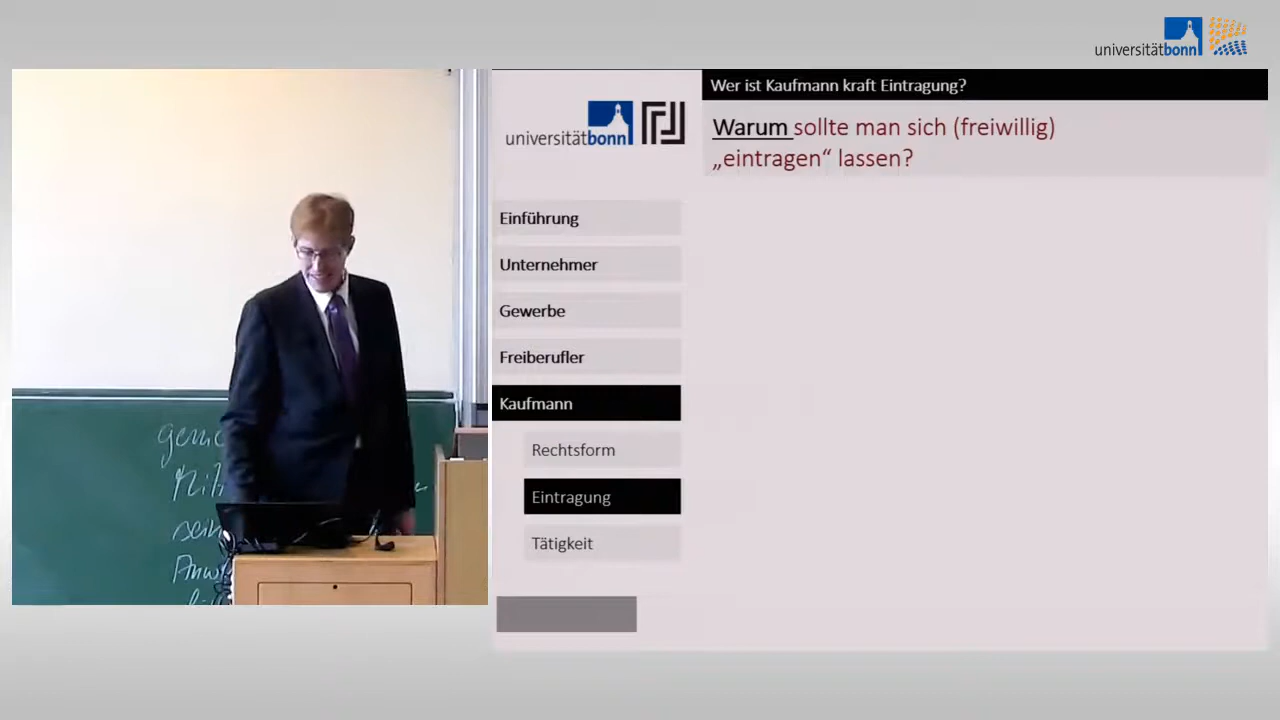 universitätbonn
Wer ist Kaufmann kraft Eintragung?
universitätbonn
Warum sollte man sich (freiwillig)
„eintragen“ lassen?
Einführung
Unternehmer
Gewerbe
Freiberufler
Kaufmann
Rechtsform
Eintragung
Tätigkeit